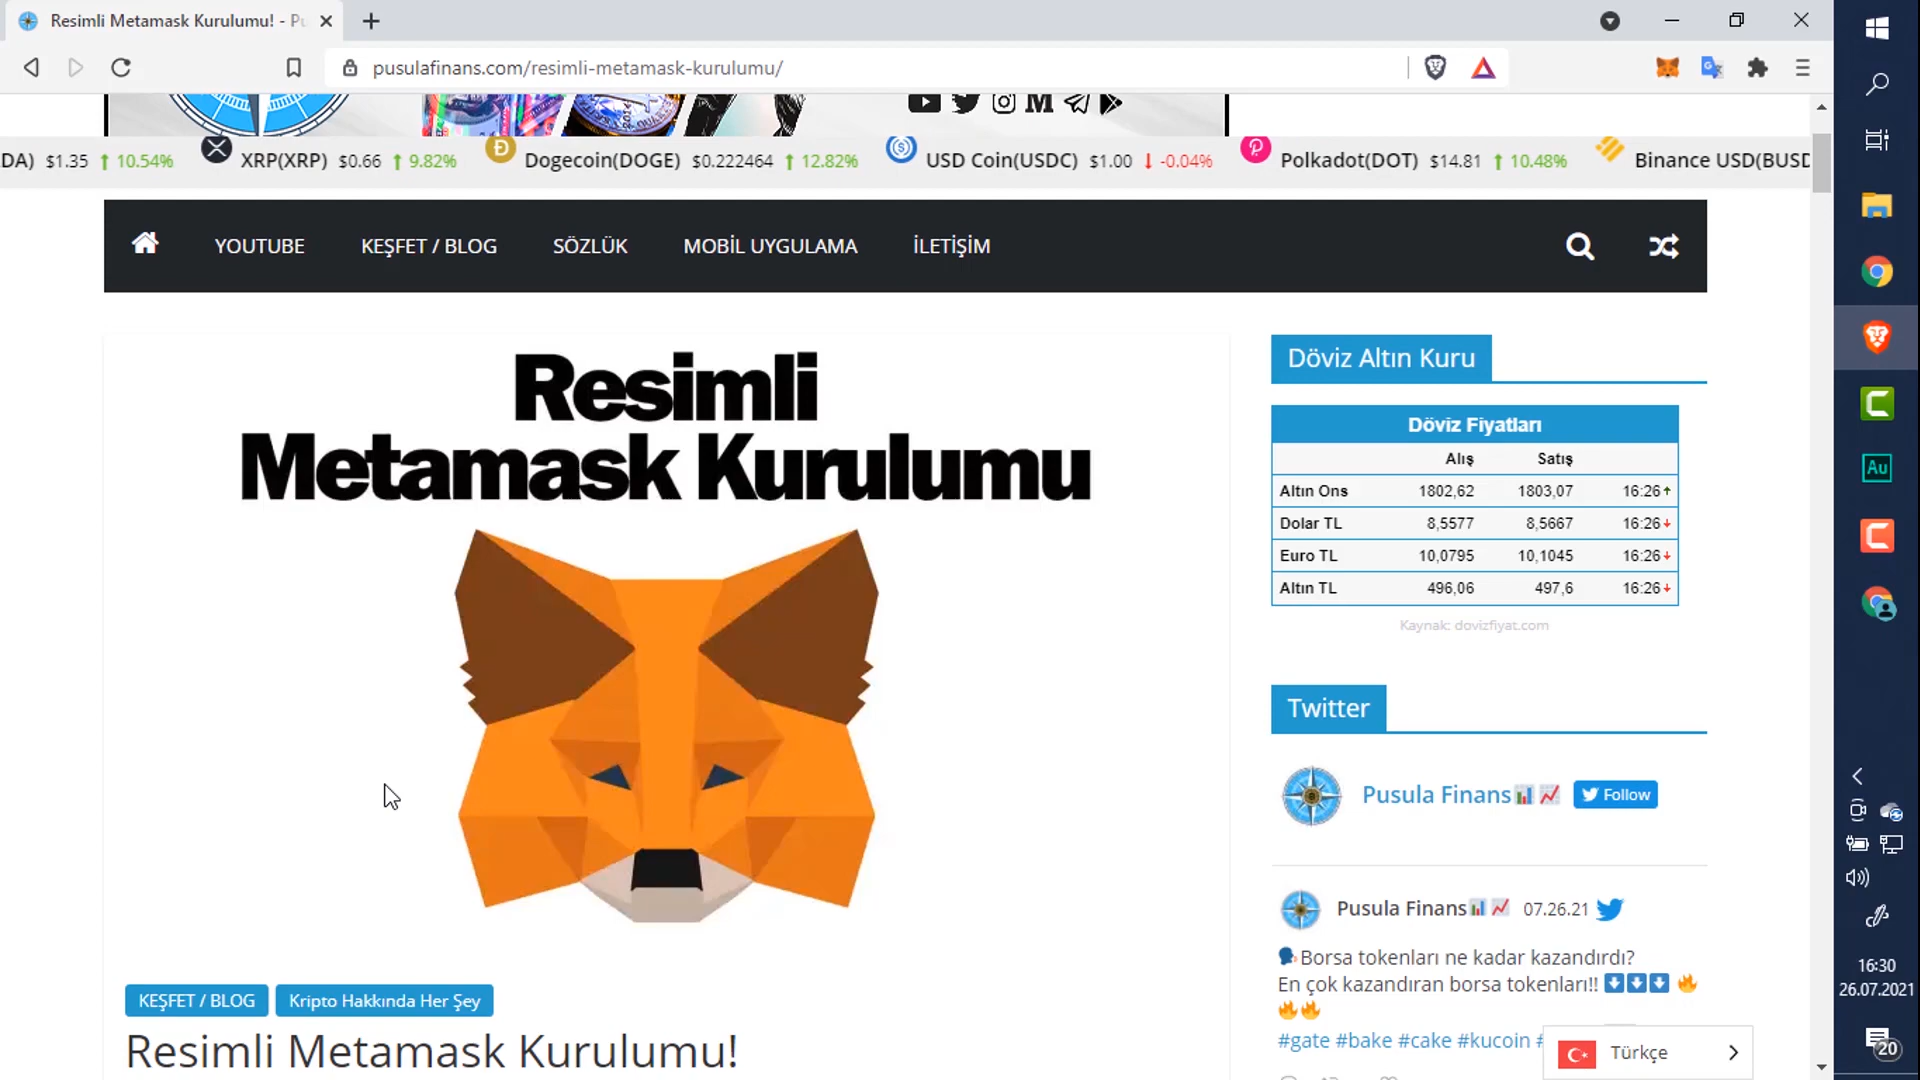 Resimli Metamask Kurulumu! - Pu
pusulafinans.com/resimli-metamask-kurulumu/
DA) $1.35 ↑ 10.54% XRP(XRP) $0.66 ↑ 9.82% Dogecoin(DOGE) $0.222464 ↑ 12.82% USD Coin(USDC) $1.00 ↓ -0.04% Polkadot(DOT) $14.81 ↑ 10.48% Binance USD(BUSD
YOUTUBE KEŞFET / BLOG SÖZLÜK MOBİL UYGULAMA İLETİŞİM
Resimli
Metamask Kurulumu
KEŞFET / BLOG Kripto Hakkında Her Şey
Resimli Metamask Kurulumu!
Döviz Altın Kuru
Döviz Fiyatları
Alış Satış
Altın Ons 1802,62 1803,07 16:26↑
Dolar TL 8,5577 8,5667 16:26↓
Euro TL 10,0795 10,1045 16:26↓
Altın TL 496,06 497,6 16:26↓
Kaynak: dovizfiyat.com
Twitter
Pusula Finans Follow
Pusula Finans 07.26.21
Borsa tokenları ne kadar kazandırdı?
En çok kazandıran borsa tokenları!!
#gate #bake #cake #kucoin #
Türkçe
Au
16:30
26.07.2021
20